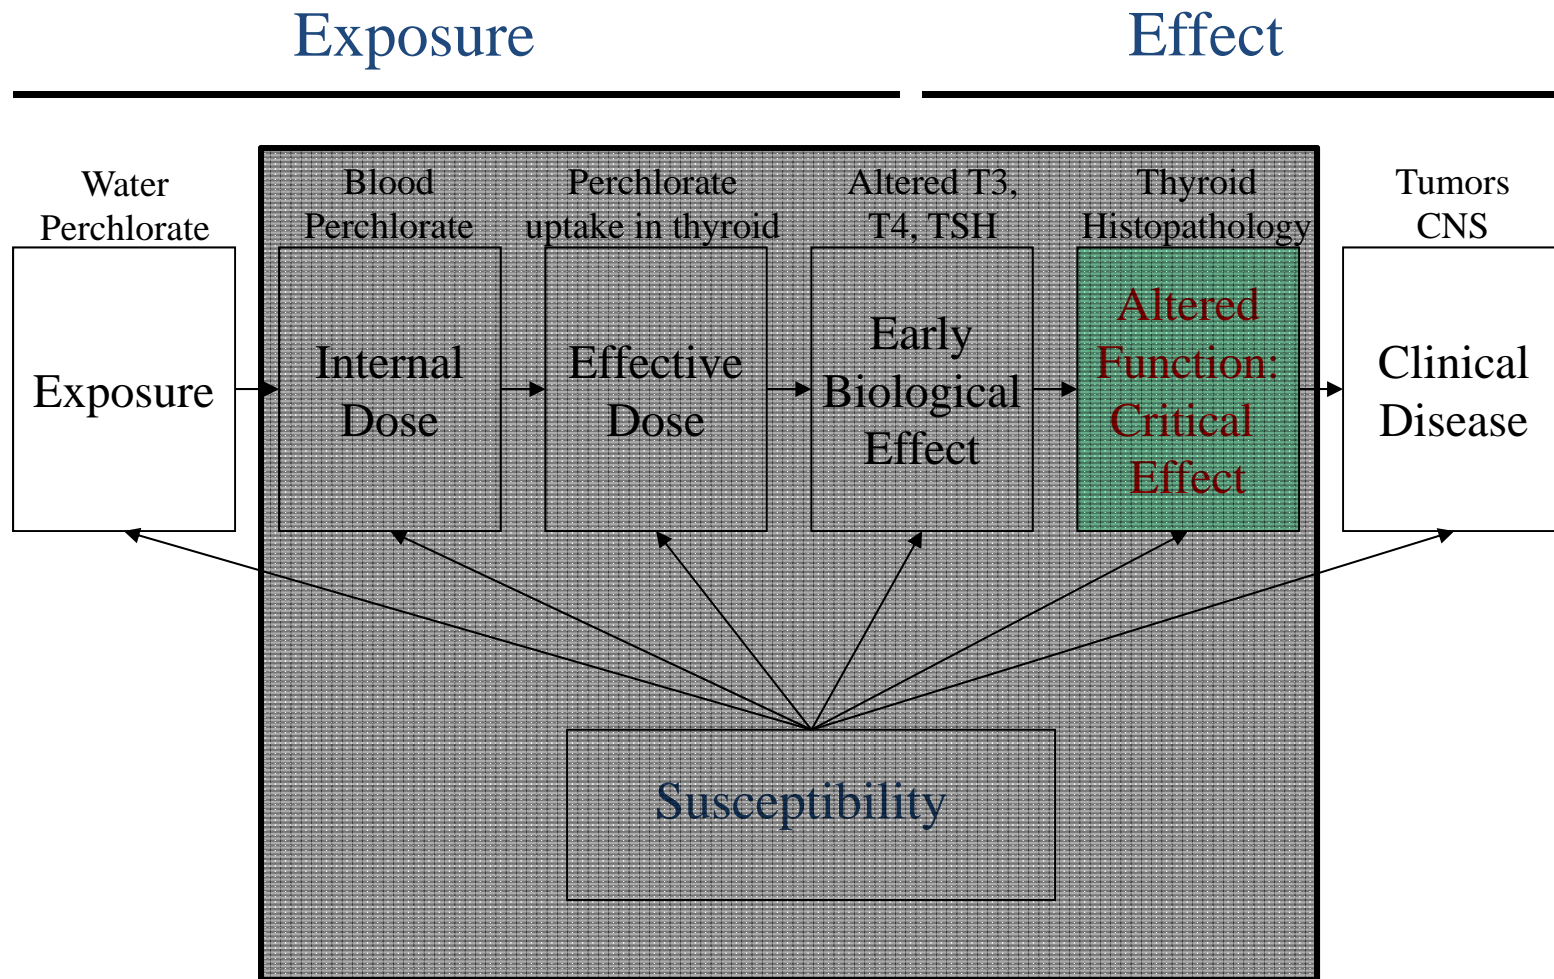 Exposure
Effect
Water
Perchlorate
Blood
Perchlorate
Perchlorate
uptake in thyroid
Altered T3,
T4, TSH
Thyroid
Histopathology
Tumors
CNS
Exposure
Internal
Dose
Effective
Dose
Early
Biological
Effect
Altered
Function:
Critical
Effect
Clinical
Disease
Susceptibility